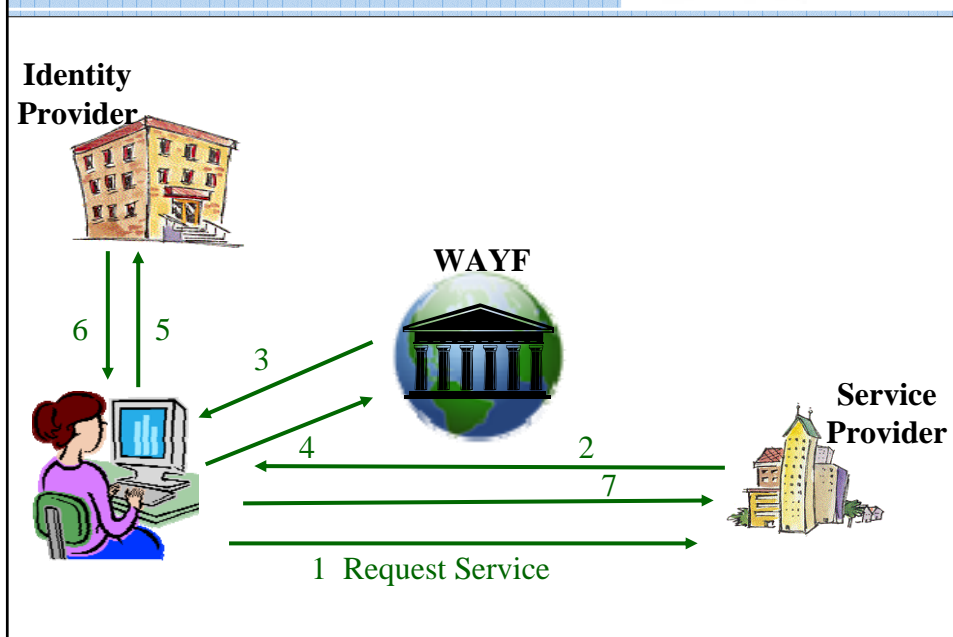 Identity
Provider
WAYF
6
5
3
4
Service
Provider
2
7
1 Request Service